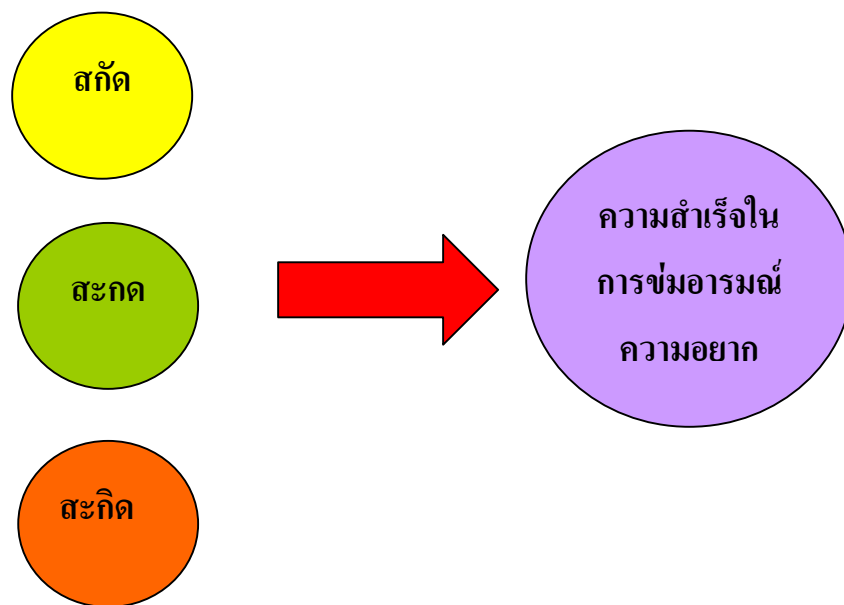 สกัด
สะกด
สะกิด
ความสำเร็จใน
การข่มอารมณ์
ความอยาก